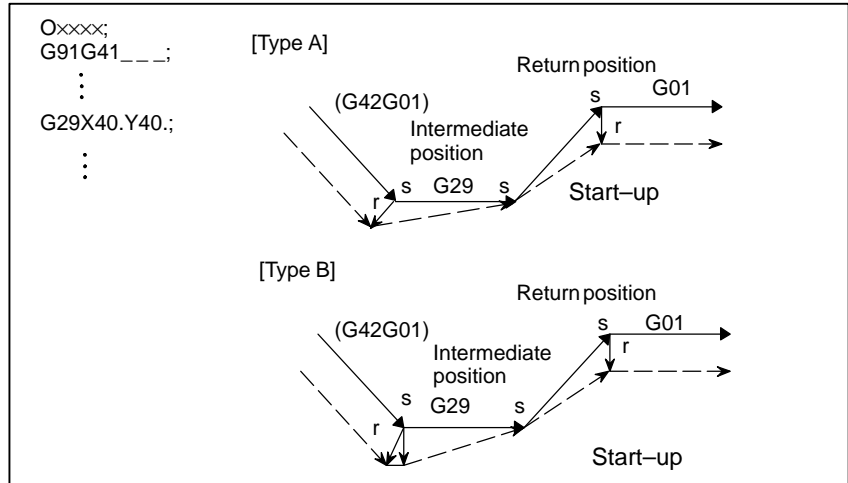 O××××;
G91G41_ _ _;
G29X40.Y40.;
[Type A]
Return position
s G01
(G42G01)
r
Intermediate
position
s G29 s
r
Start–up
[Type B]
Return position
s G01
(G42G01)
r
Intermediate
position
s
G29 s
r
Start–up